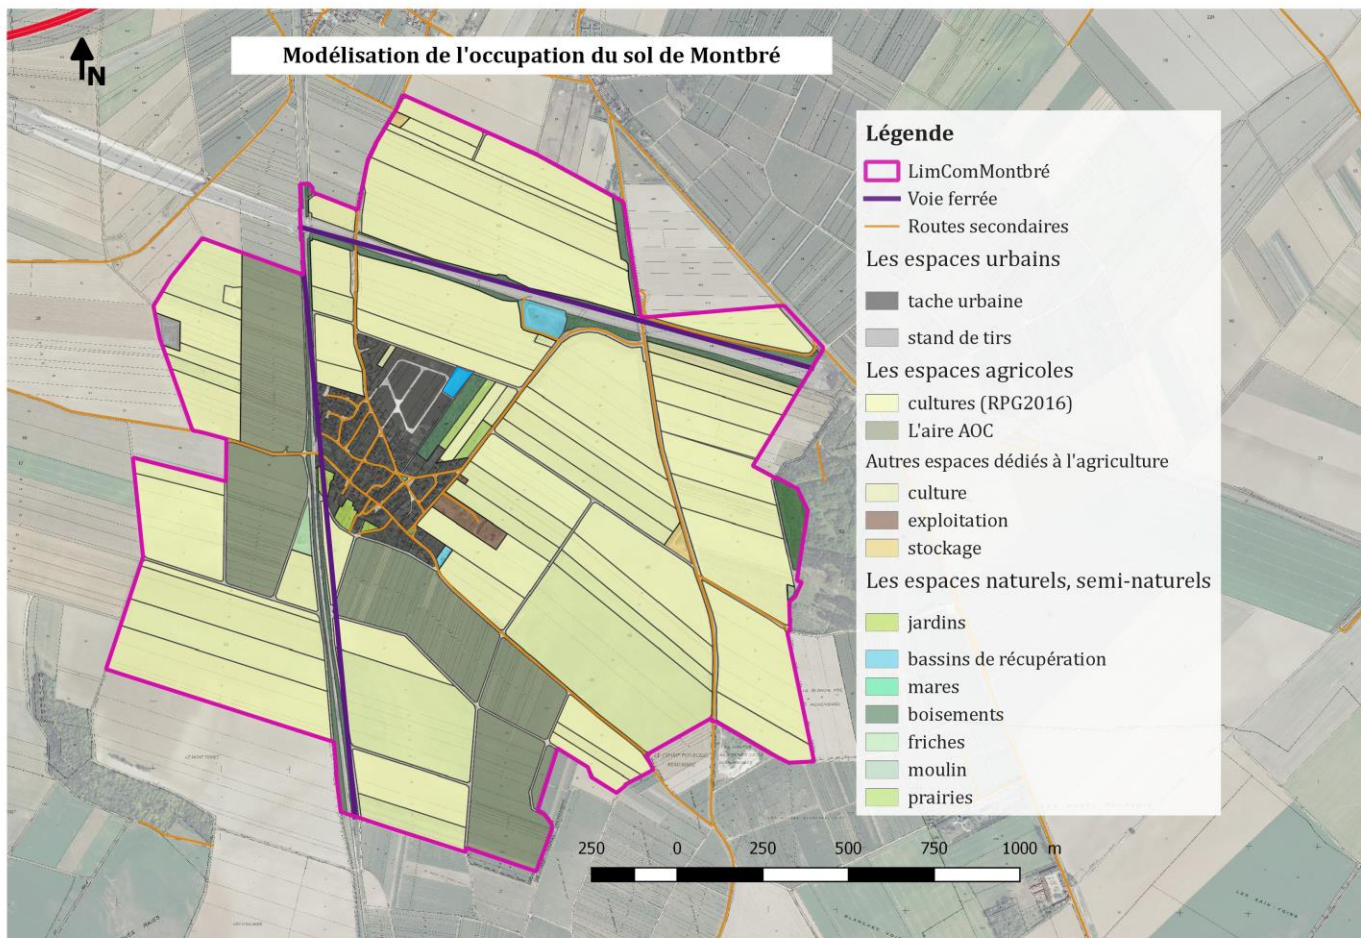 Modélisation de l'occupation du sol de Montbré
N
Légende
LimComMontbré
Voie ferrée
Routes secondaires
Les espaces urbains
tache urbaine
stand de tirs
Les espaces agricoles
cultures (RPG2016)
L'aire AOC
Autres espaces dédiés à l'agriculture
culture
exploitation
stockage
Les espaces naturels, semi-naturels
jardins
bassins de récupération
mares
boisements
friches
moulin
prairies
250 0 250 500 750 1000 m